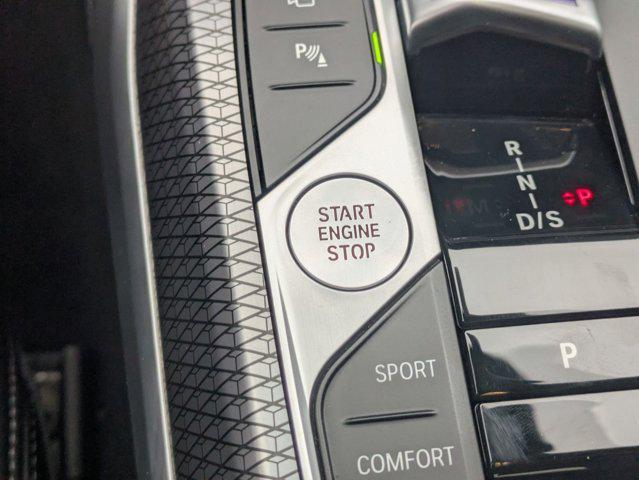 P
START
ENGINE
STOP
SPORT
COMFORT
R
N
D/S
M
P
P